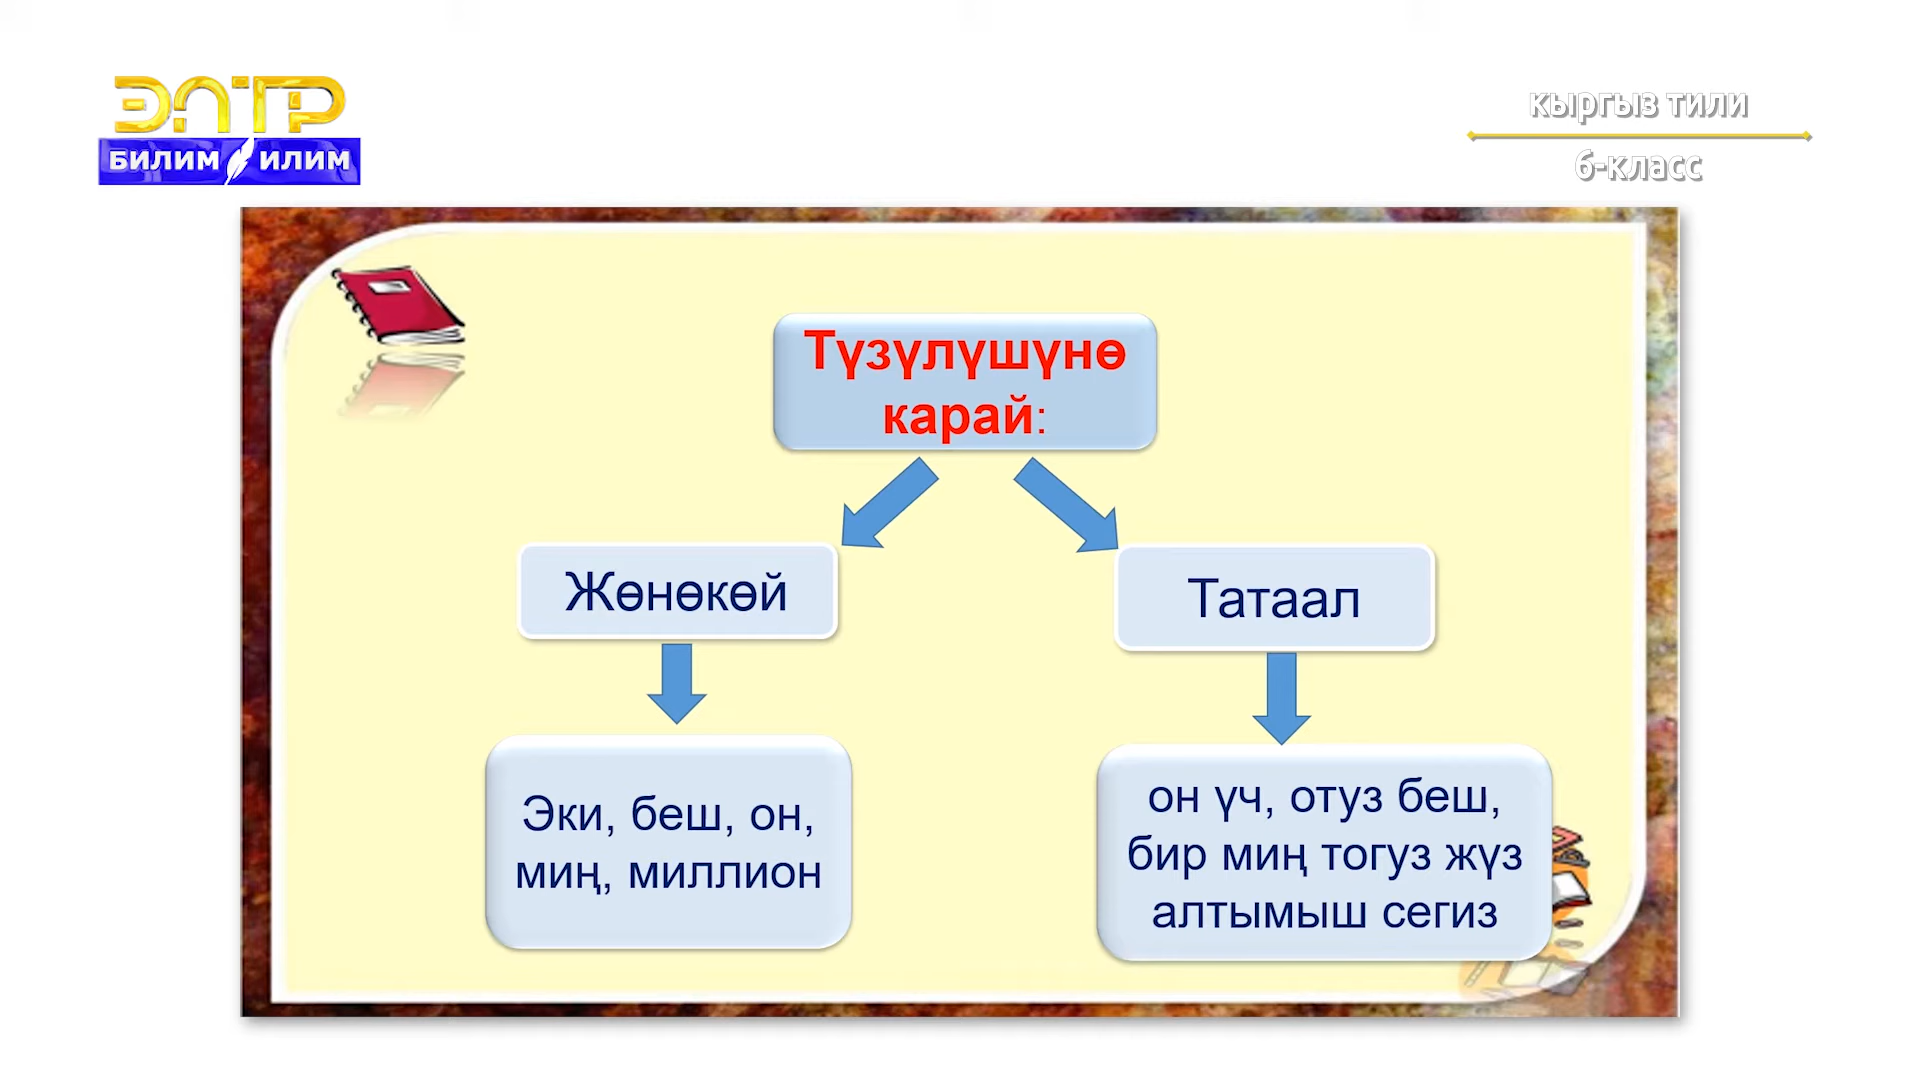 ЭЛТР
БИЛИМ ИЛИМ
кыргыз тили
6-класс
Түзүлүшүнө
карай:
Жөнөкөй
Татаал
Эки, беш, он,
миң, миллион
он үч, отуз беш,
бир миң тогуз жүз
алтымыш сегиз